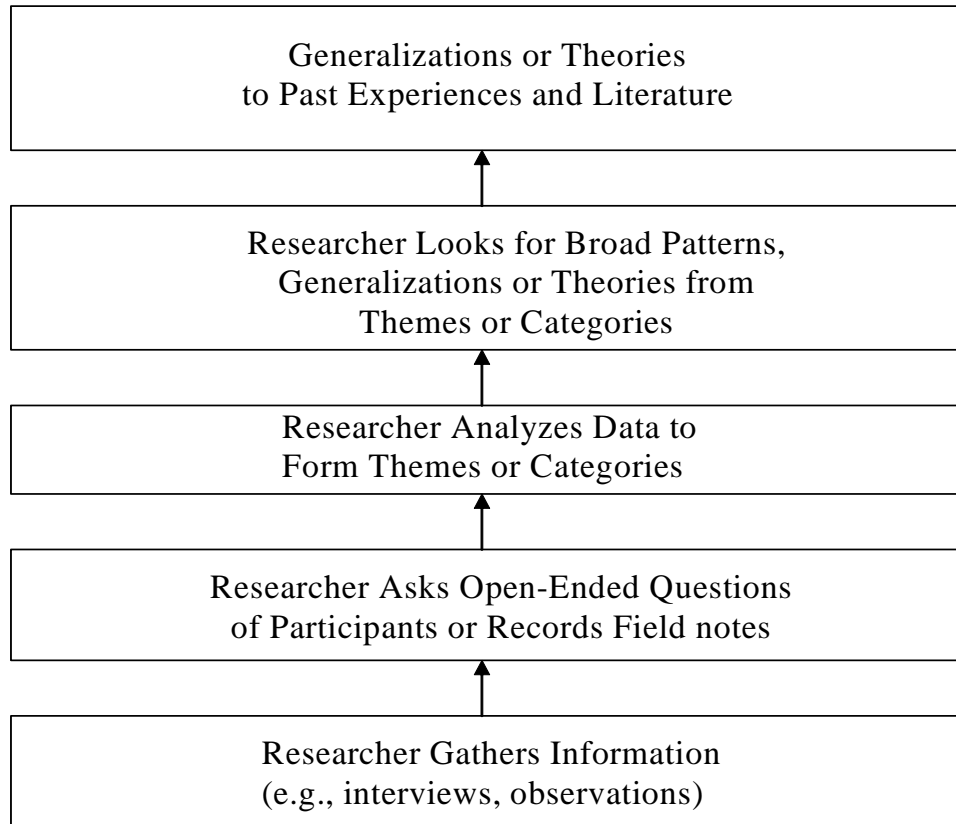 Generalizations or Theories
to Past Experiences and Literature
Researcher Looks for Broad Patterns,
Generalizations or Theories from
Themes or Categories
Researcher Analyzes Data to
Form Themes or Categories
Researcher Asks Open-Ended Questions
of Participants or Records Field notes
Researcher Gathers Information
(e.g., interviews, observations)